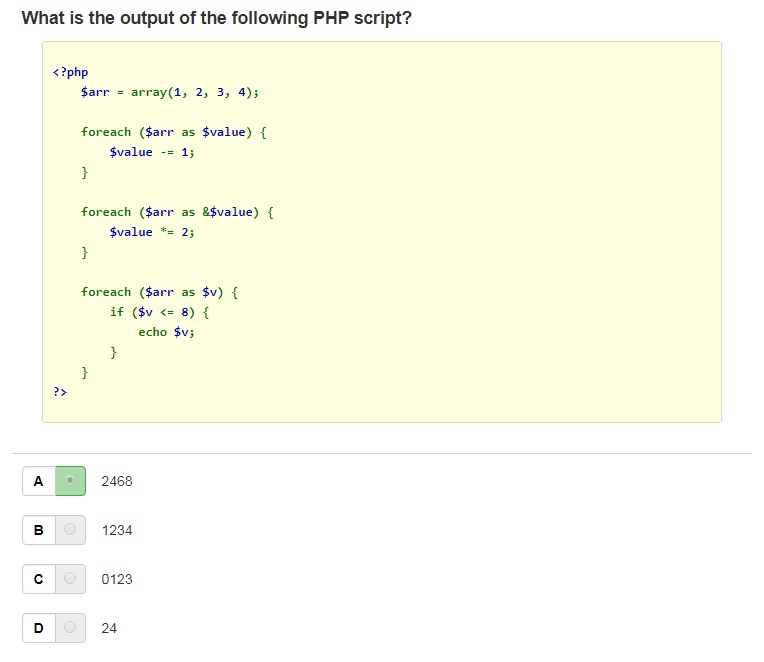 What is the output of the following PHP script?
<?php
    $arr = array(1, 2, 3, 4);
    foreach ($arr as $value) {
        $value -= 1;
    }
    foreach ($arr as &$value) {
        $value *= 2;
    }
    foreach ($arr as $v) {
        if ($v <= 8) {
            echo $v;
        }
    }
?>
A 2468
B 1234
C 0123
D 24